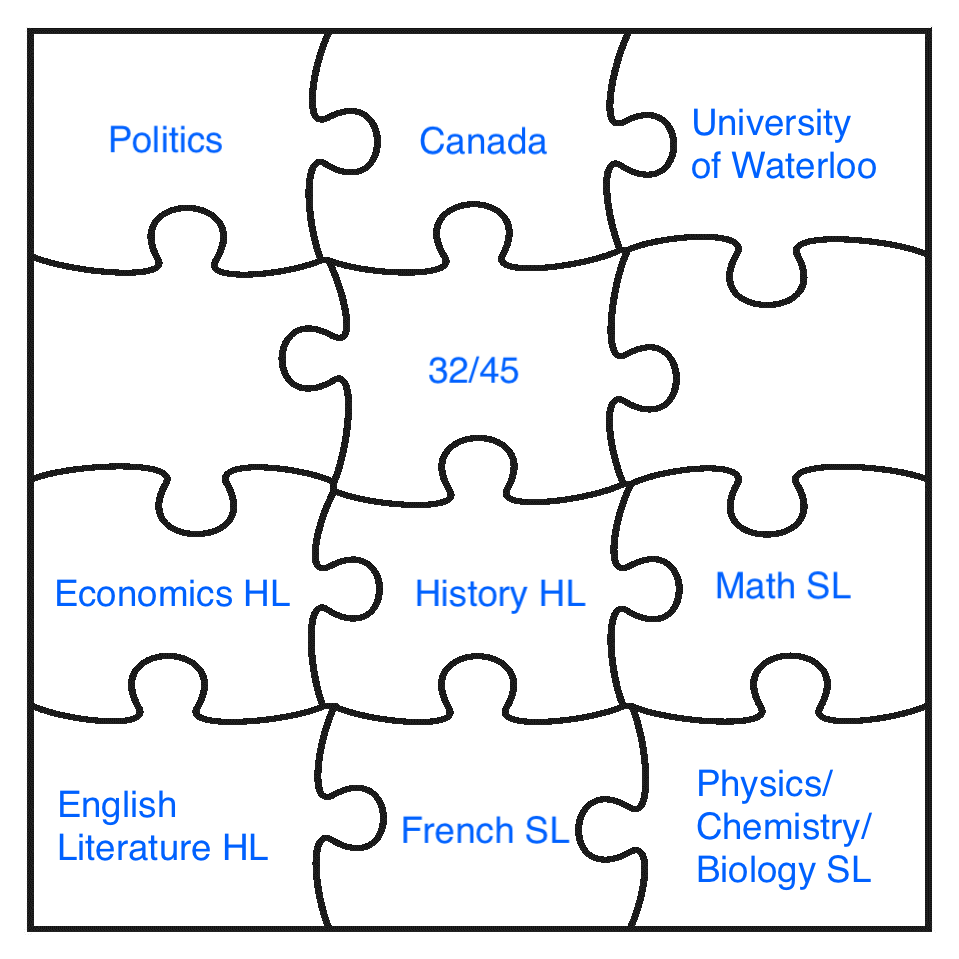 Politics
Canada
University
of Waterloo
32/45
Economics HL
History HL
Math SL
English
Literature HL
French SL
Physics/
Chemistry/
Biology SL